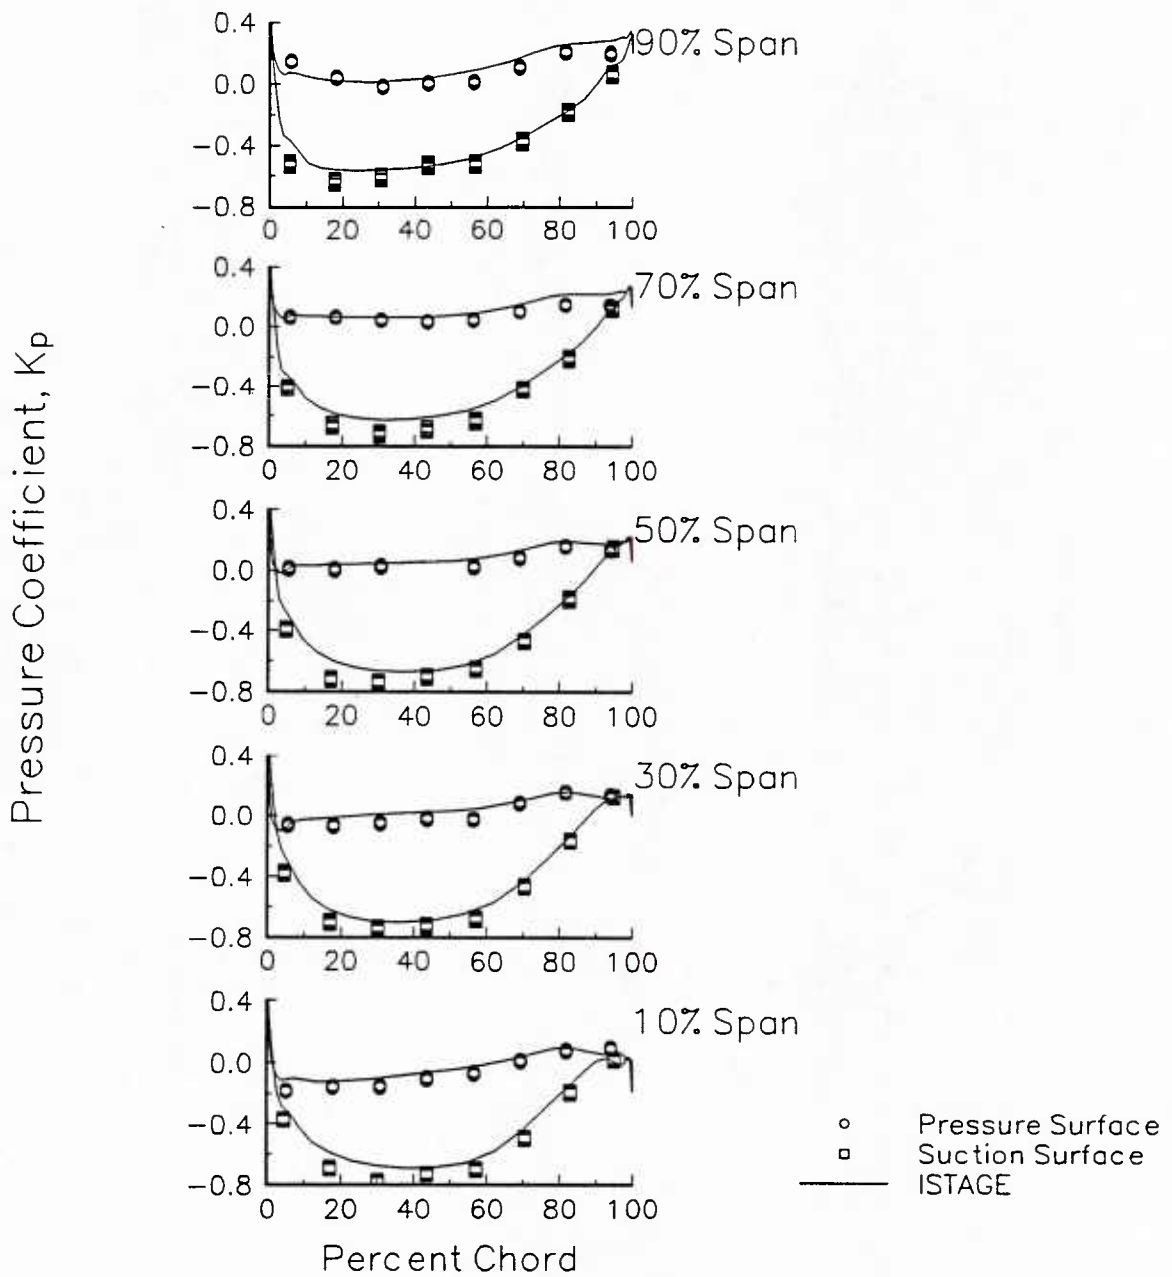 0.4
0.0
−0.4
−0.8
0 20 40 60 80 100
90% Span
0.4
0.0
−0.4
−0.8
0 20 40 60 80 100
70% Span
0.4
0.0
−0.4
−0.8
0 20 40 60 80 100
50% Span
0.4
0.0
−0.4
−0.8
0 20 40 60 80 100
30% Span
0.4
0.0
−0.4
−0.8
0 20 40 60 80 100
10% Span
Pressure Coefficient, Kp
Percent Chord
Pressure Surface
Suction Surface
ISTAGE